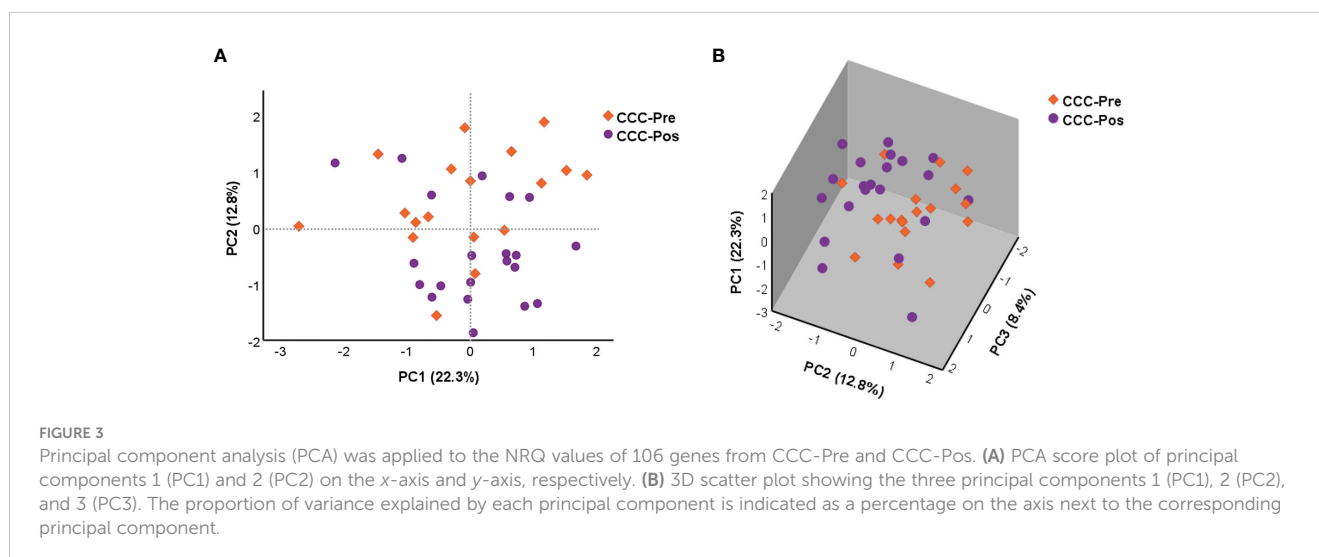 A
2
1
0
-1
-2
PC2 (12.8%)
-3
-2
-1
0
1
2
PC1 (22.3%)
CCC-Pre
CCC-Pos
B
CCC-Pre
CCC-Pos
2
1
0
-1
-2
-3
PC1 (22.3%)
-2
-1
0
1
2
PC2 (12.8%)
-2
-1
0
1
2
PC3 (8.4%)
FIGURE 3
Principal component analysis (PCA) was applied to the NRQ values of 106 genes from CCC-Pre and CCC-Pos. (A) PCA score plot of principal
components 1 (PC1) and 2 (PC2) on the x-axis and y-axis, respectively. (B) 3D scatter plot showing the three principal components 1 (PC1), 2 (PC2),
and 3 (PC3). The proportion of variance explained by each principal component is indicated as a percentage on the axis next to the corresponding
principal component.